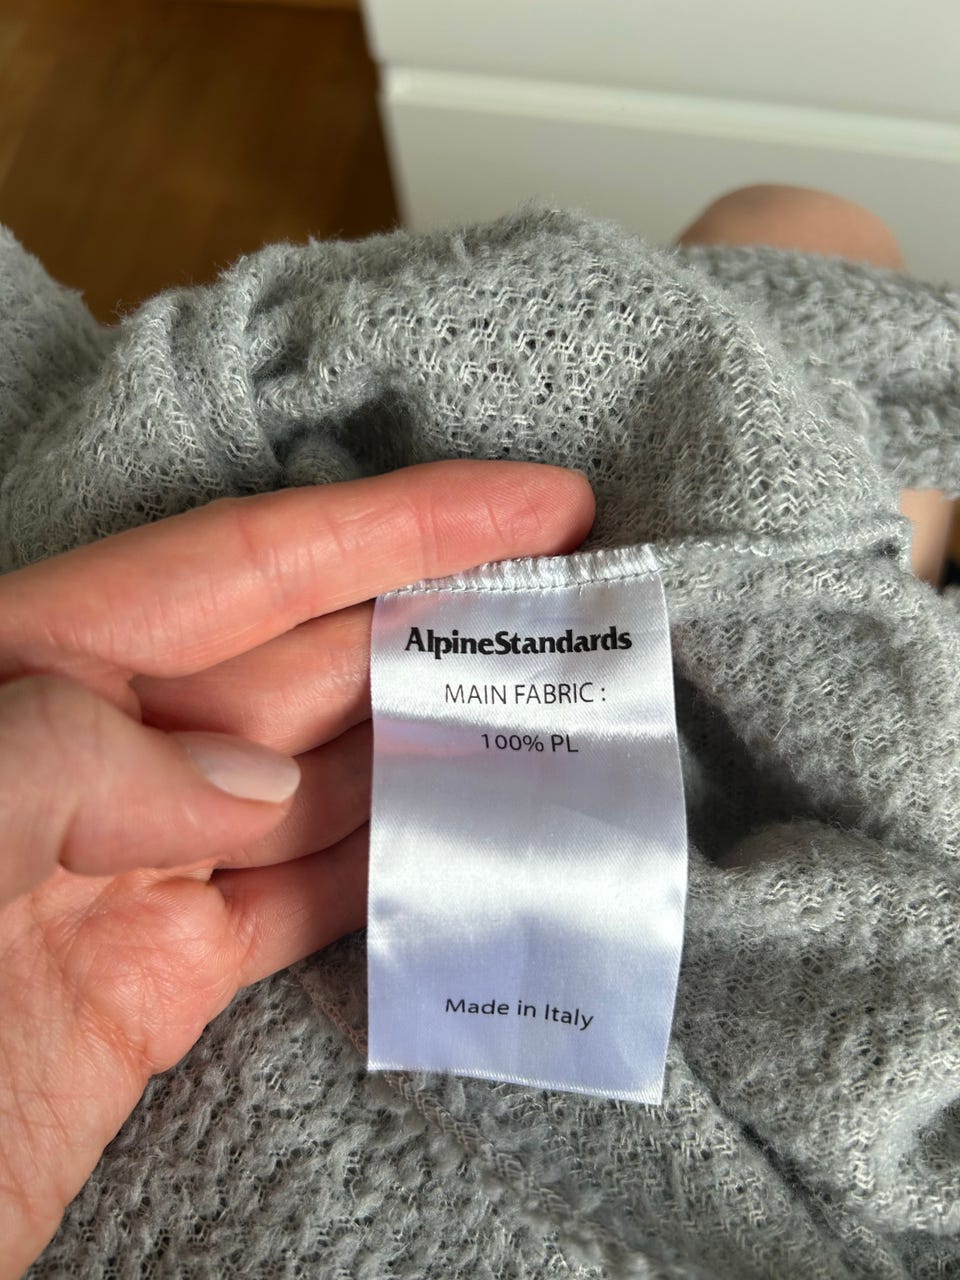 AlpineStandards
MAIN FABRIC :
100% PL
Made in Italy